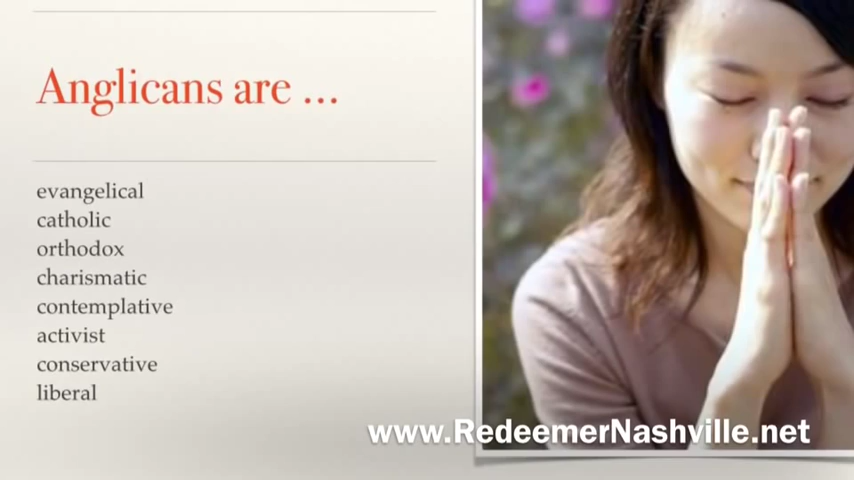 Anglicans are ...
evangelical
catholic
orthodox
charismatic
contemplative
activist
conservative
liberal
www.RedeemerNashville.net